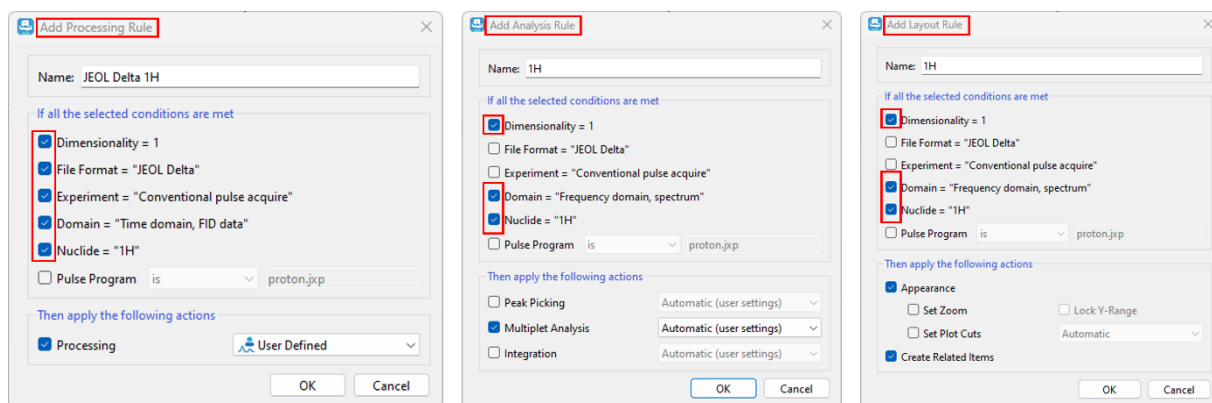 Add Processing Rule
Name: JEOL Delta 1H
If all the selected conditions are met
Dimensionality = 1
File Format = "JEOL Delta"
Experiment = "Conventional pulse acquire"
Domain = "Time domain, FID data"
Nuclide = "1H"
Pulse Program is proton.jxp
Then apply the following actions
Processing User Defined
OK Cancel
Add Analysis Rule
Name: 1H
If all the selected conditions are met
Dimensionality = 1
File Format = "JEOL Delta"
Experiment = "Conventional pulse acquire"
Domain = "Frequency domain, spectrum"
Nuclide = "1H"
Pulse Program is proton.jxp
Then apply the following actions
Peak Picking Automatic (user settings)
Multiplet Analysis Automatic (user settings)
Integration Automatic (user settings)
OK Cancel
Add Layout Rule
Name: 1H
If all the selected conditions are met
Dimensionality = 1
File Format = "JEOL Delta"
Experiment = "Conventional pulse acquire"
Domain = "Frequency domain, spectrum"
Nuclide = "1H"
Pulse Program is proton.jxp
Then apply the following actions
Appearance
Set Zoom Lock Y-Range
Set Plot Cuts Automatic
Create Related Items
OK Cancel